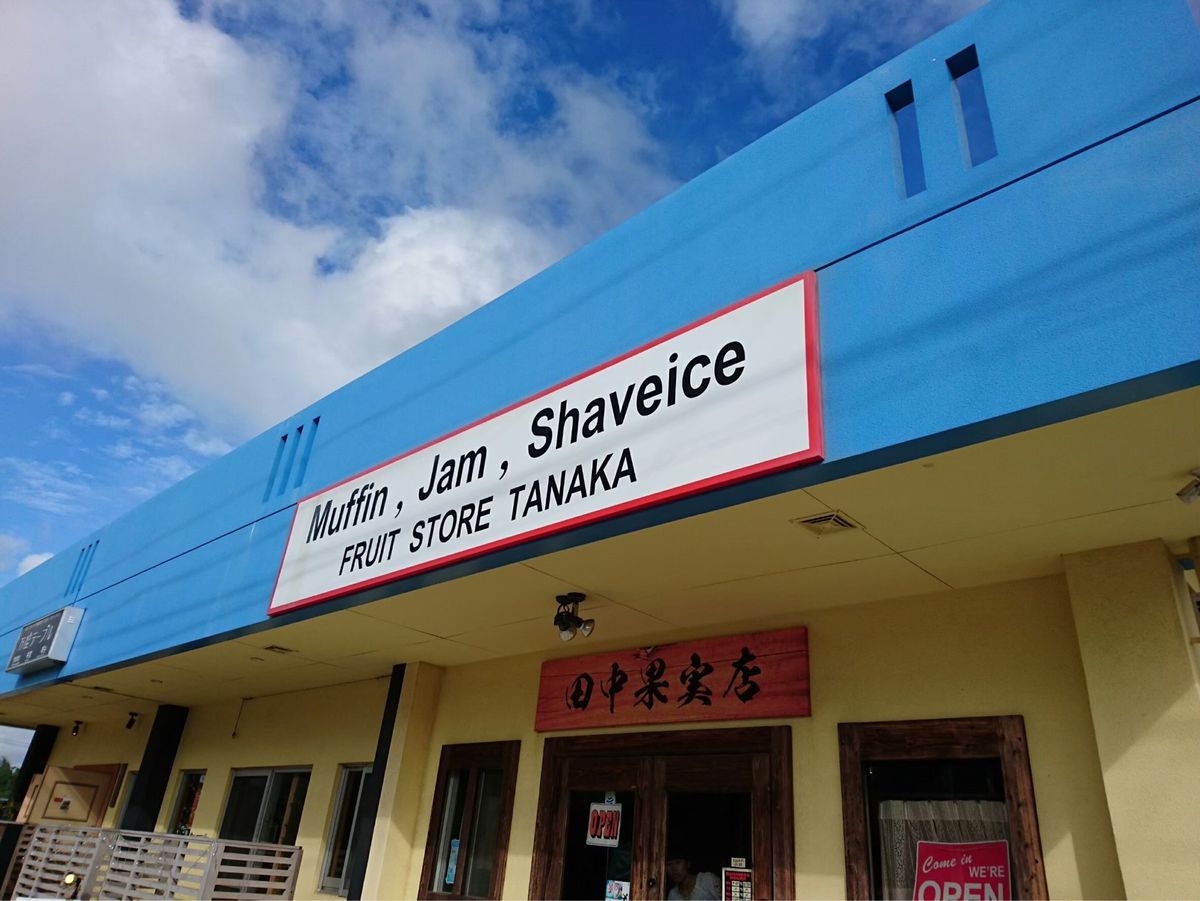 Muffin , Jam , Shaveice
FRUIT STORE TANAKA
田中果実店
OPEN
Come in
WE'RE
OPEN